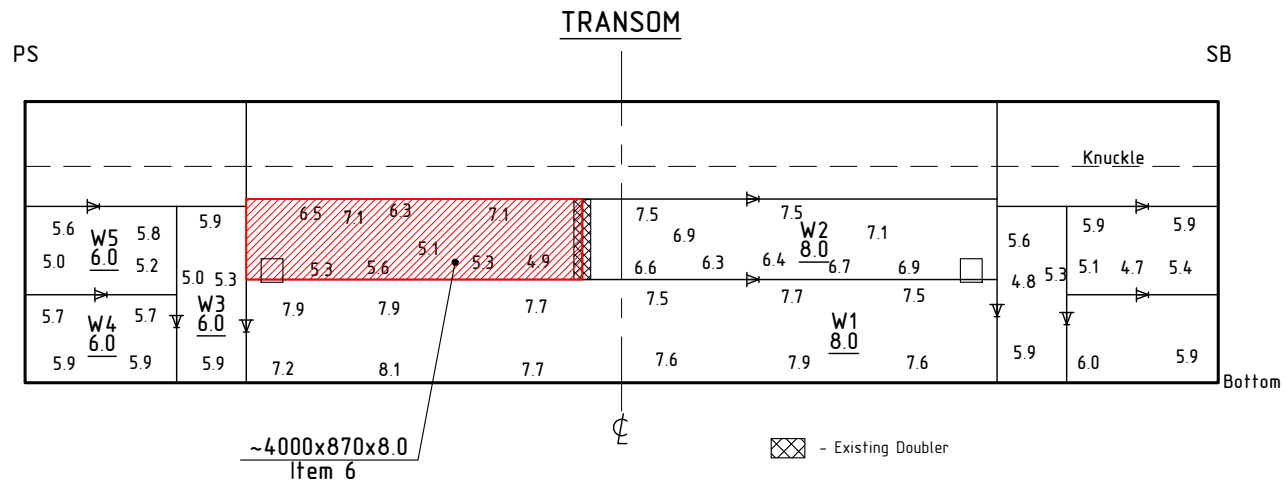 TRANSOM
PS
SB
Knuckle
6.5 7.1 6.3 7.1 7.5 7.5
5.6 5.8 5.9 5.9 5.9
W5
6.0
6.9 W2
8.0
7.1 5.6
5.0 5.2 5.1
5.0 5.3 5.3 5.6 5.3 4.9 6.6 6.3 6.4 6.7 6.9 4.8 5.3 5.1 4.7 5.4
W3
6.0
5.7 5.7 7.9 7.9 7.7 7.5 7.7 7.5
W4
6.0
W1
8.0
5.9 5.9 5.9 7.2 8.1 7.7 7.6 7.9 7.6 5.9 6.0 5.9
Bottom
℄
~4000x870x8.0
Item 6
- Existing Doubler